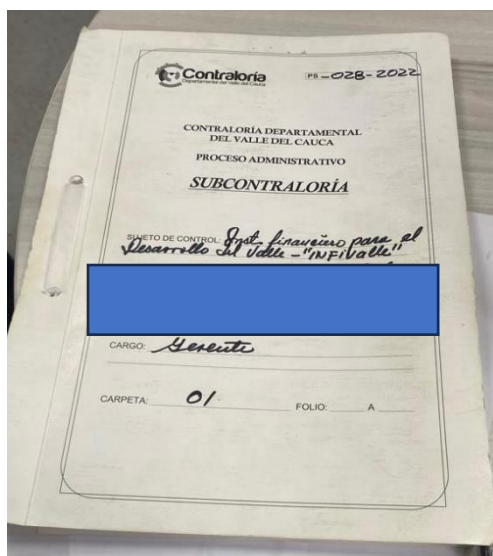 Contraloría
Departamental del Valle del Cauca
PS-028-2022
CONTRALORÍA DEPARTAMENTAL
DEL VALLE DEL CAUCA
PROCESO ADMINISTRATIVO
SUBCONTRALORÍA
SUJETO DE CONTROL: Inst. financiero para el
Desarrollo del Valle - "INFIValle"
CARGO: Gerente
CARPETA: 01 FOLIO: A